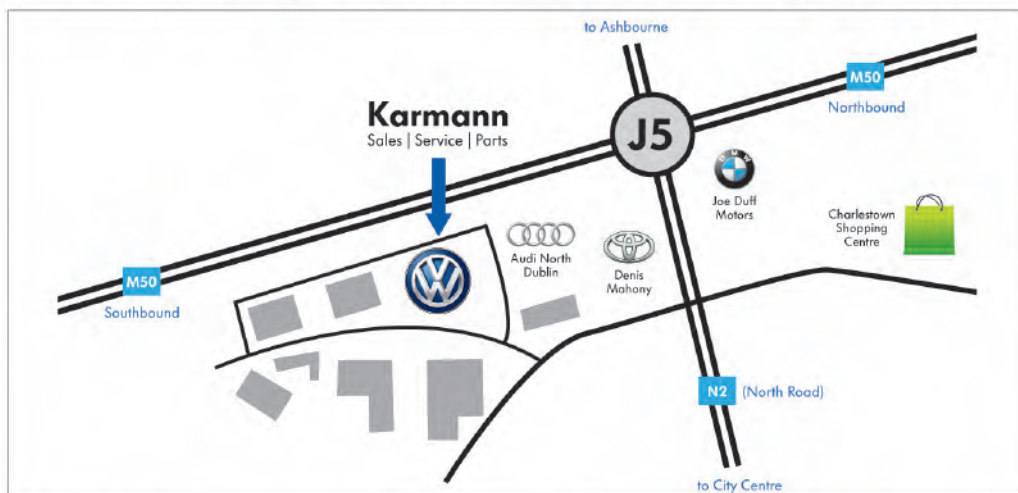 to Ashbourne
M50
Northbound
Karmann
Sales | Service | Parts
J5
BMW
Joe Duff
Motors
Charlestown
Shopping
Centre
Audi North
Dublin
Denis
Mahony
M50
Southbound
N2 (North Road)
to City Centre